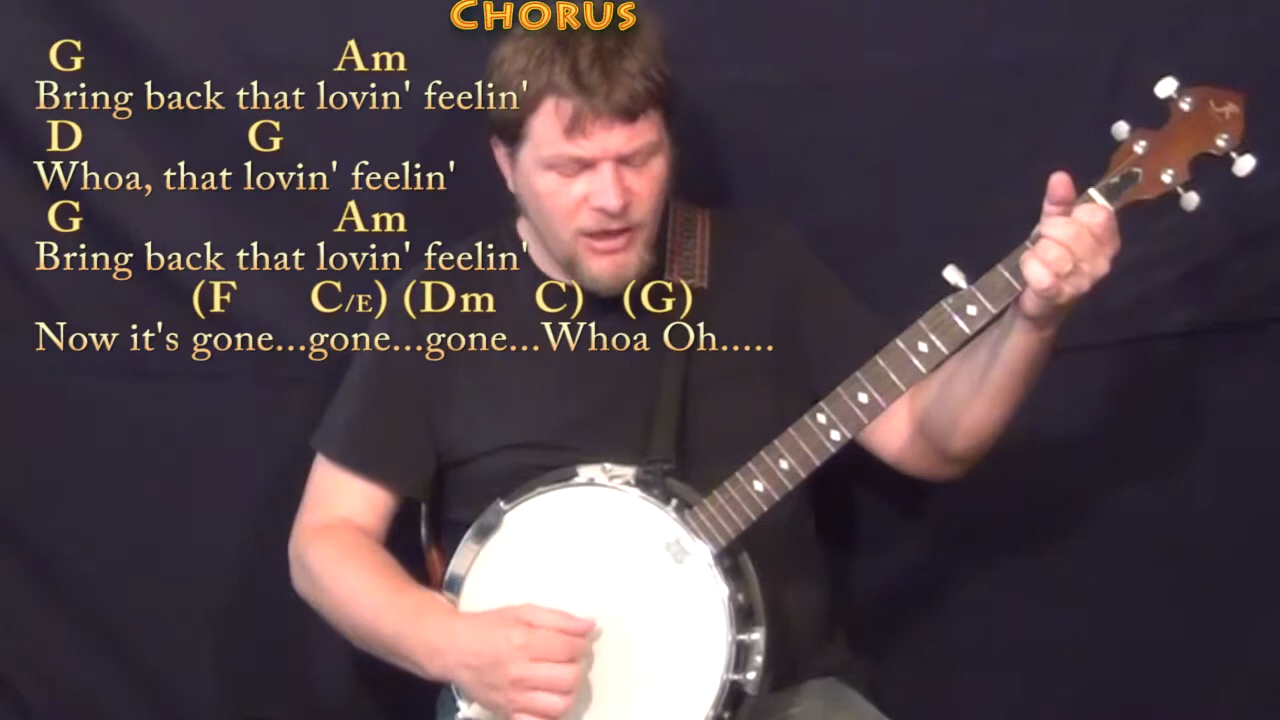 CHORUS
G Am
Bring back that lovin' feelin'
D G
Whoa, that lovin' feelin'
G Am
Bring back that lovin' feelin'
(F C/E) (Dm C) (G)
Now it's gone...gone...gone...Whoa Oh.....